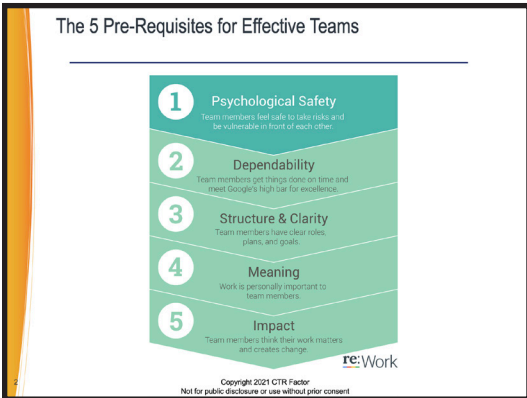 The 5 Pre-Requisites for Effective Teams
1
Psychological Safety
Team members feel safe to take risks and
be vulnerable in front of each other.
2
Dependability
Team members get things done on time and
meet Google's high bar for excellence.
3
Structure & Clarity
Team members have clear roles,
plans, and goals.
4
Meaning
Work is personally important to
team members.
5
Impact
Team members think their work matters
and creates change.
re:Work
2
Copyright 2021 CTR Factor
Not for public disclosure or use without prior consent